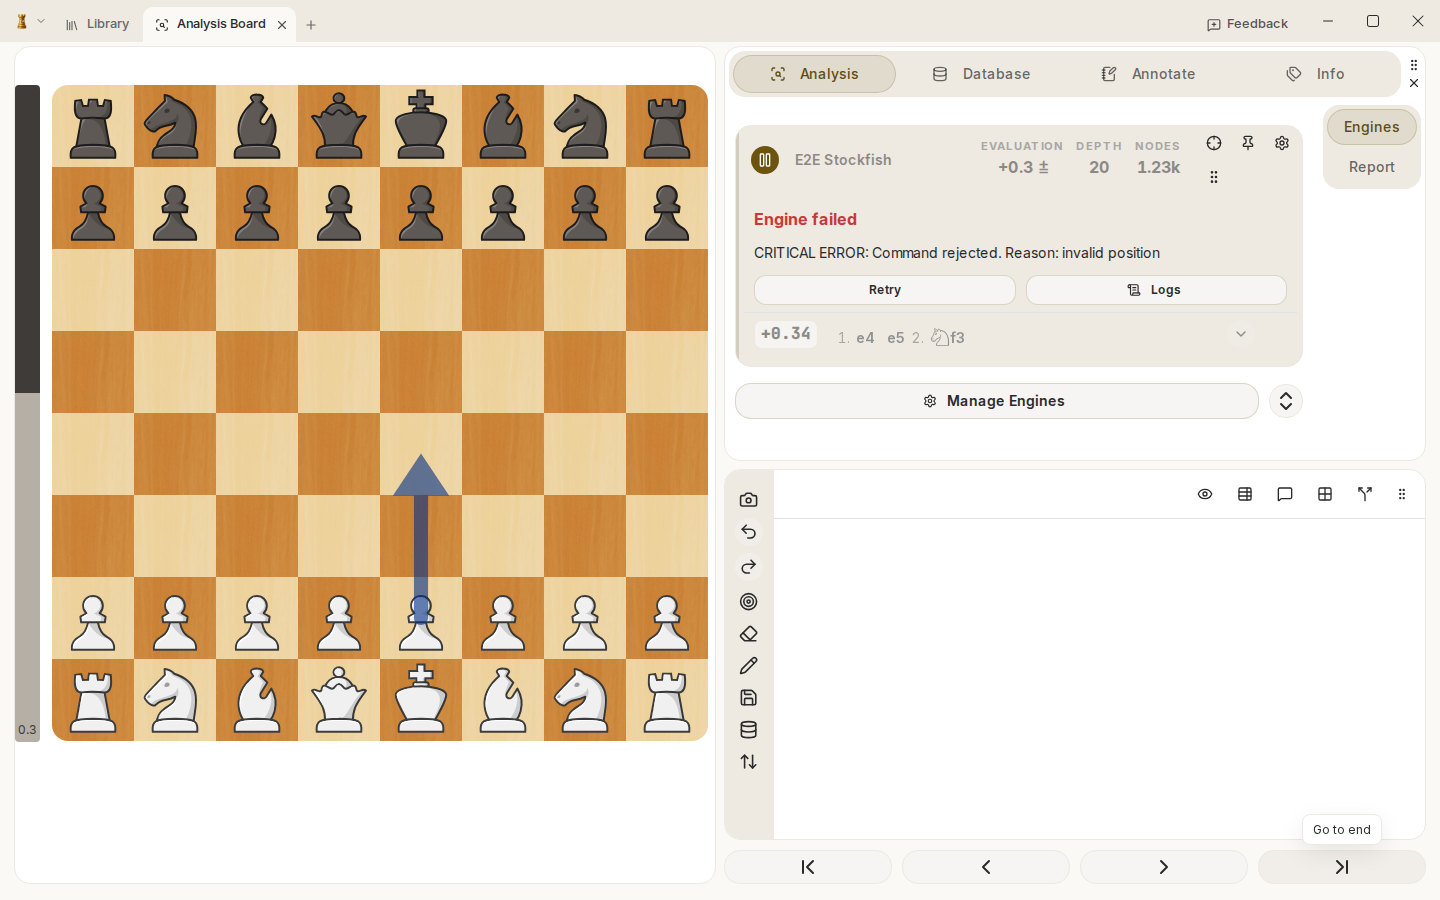 Library
Analysis Board
Feedback
Analysis
Database
Annotate
Info
Engines
Report
E2E Stockfish
EVALUATION DEPTH NODES
+0.3 ± 20 1.23k
Engine failed
CRITICAL ERROR: Command rejected. Reason: invalid position
Retry
Logs
+0.34 1. e4 e5 2. ♘f3
Manage Engines
0.3
Go to end